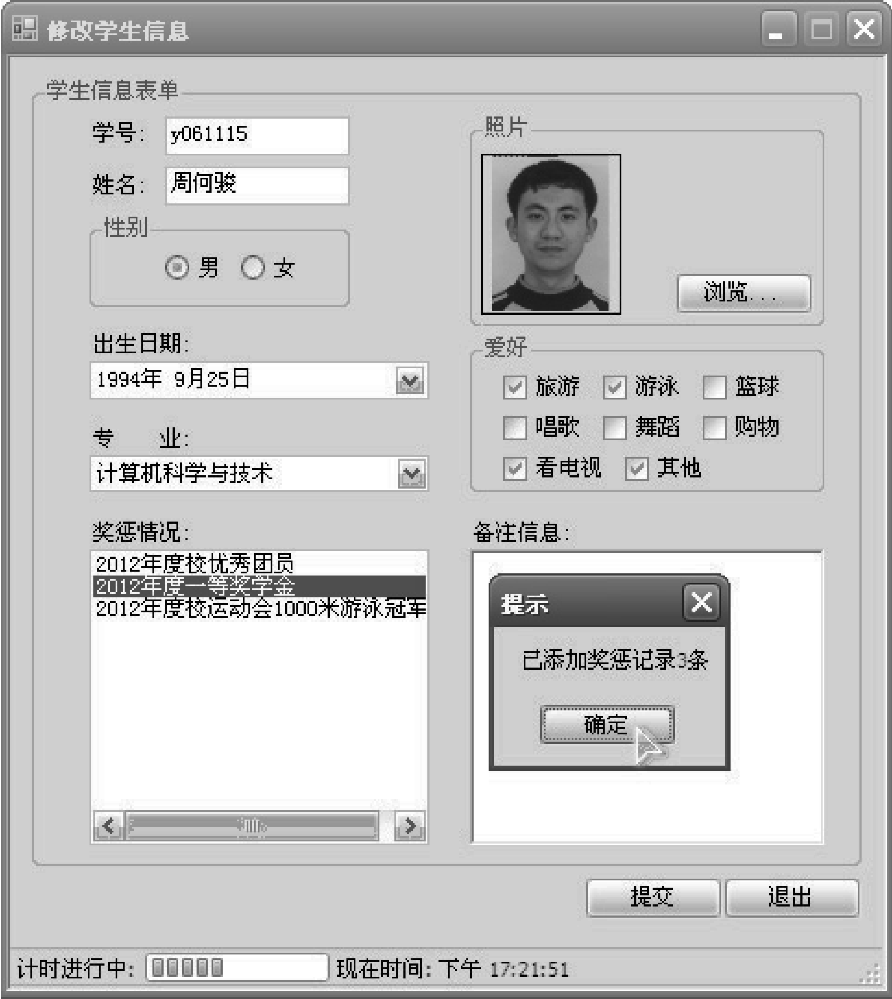 修改学生信息
学生信息表单
学号: y061115
姓名: 周何骏
性别
男 女
出生日期:
1994年 9月25日
专 业:
计算机科学与技术
奖惩情况:
2012年度校优秀团员
2012年度一等奖学金
2012年度校运动会1000米游泳冠军
照片
浏览...
爱好
旅游 游泳 篮球
唱歌 舞蹈 购物
看电视 其他
备注信息:
提示
已添加奖惩记录3条
确定
提交 退出
计时进行中: 现在时间: 下午 17:21:51